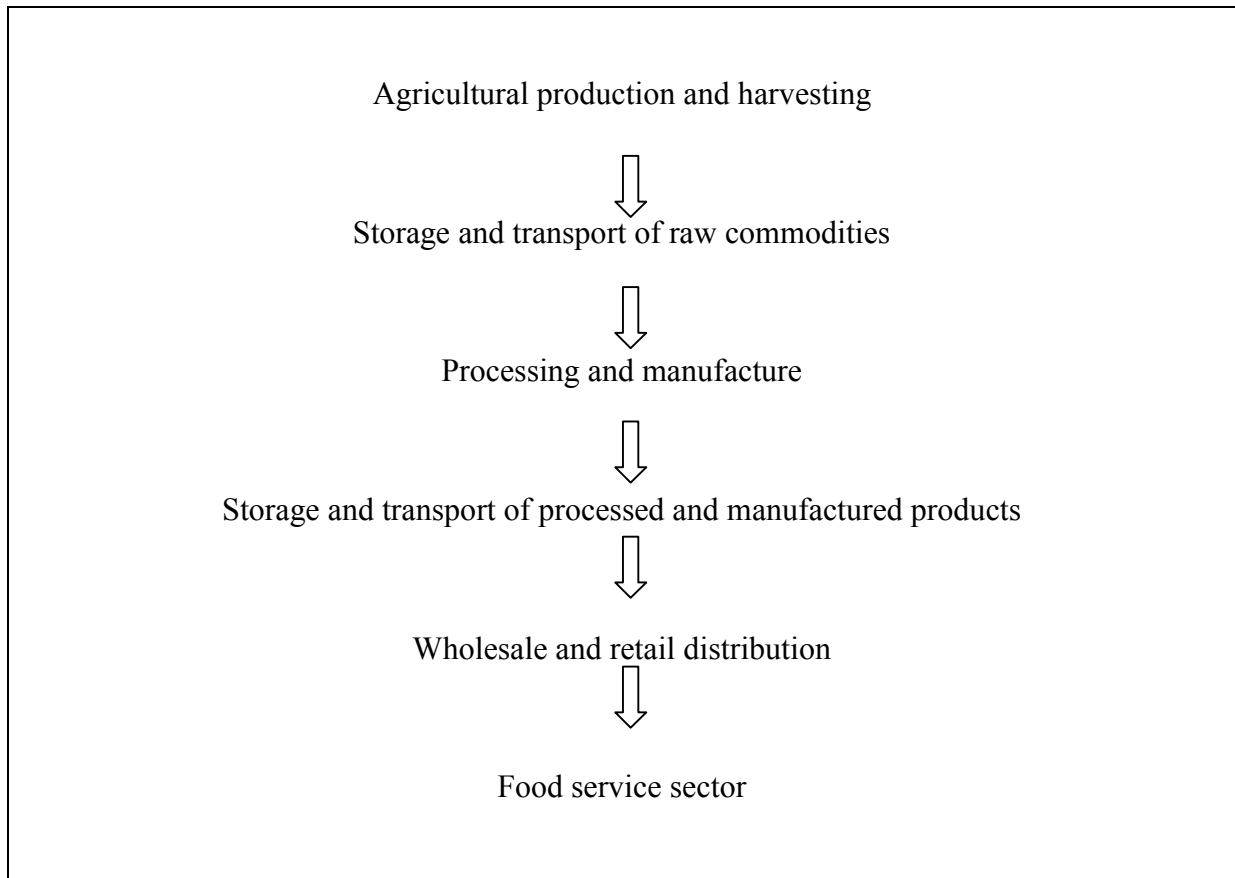 Agricultural production and harvesting
Storage and transport of raw commodities
Processing and manufacture
Storage and transport of processed and manufactured products
Wholesale and retail distribution
Food service sector